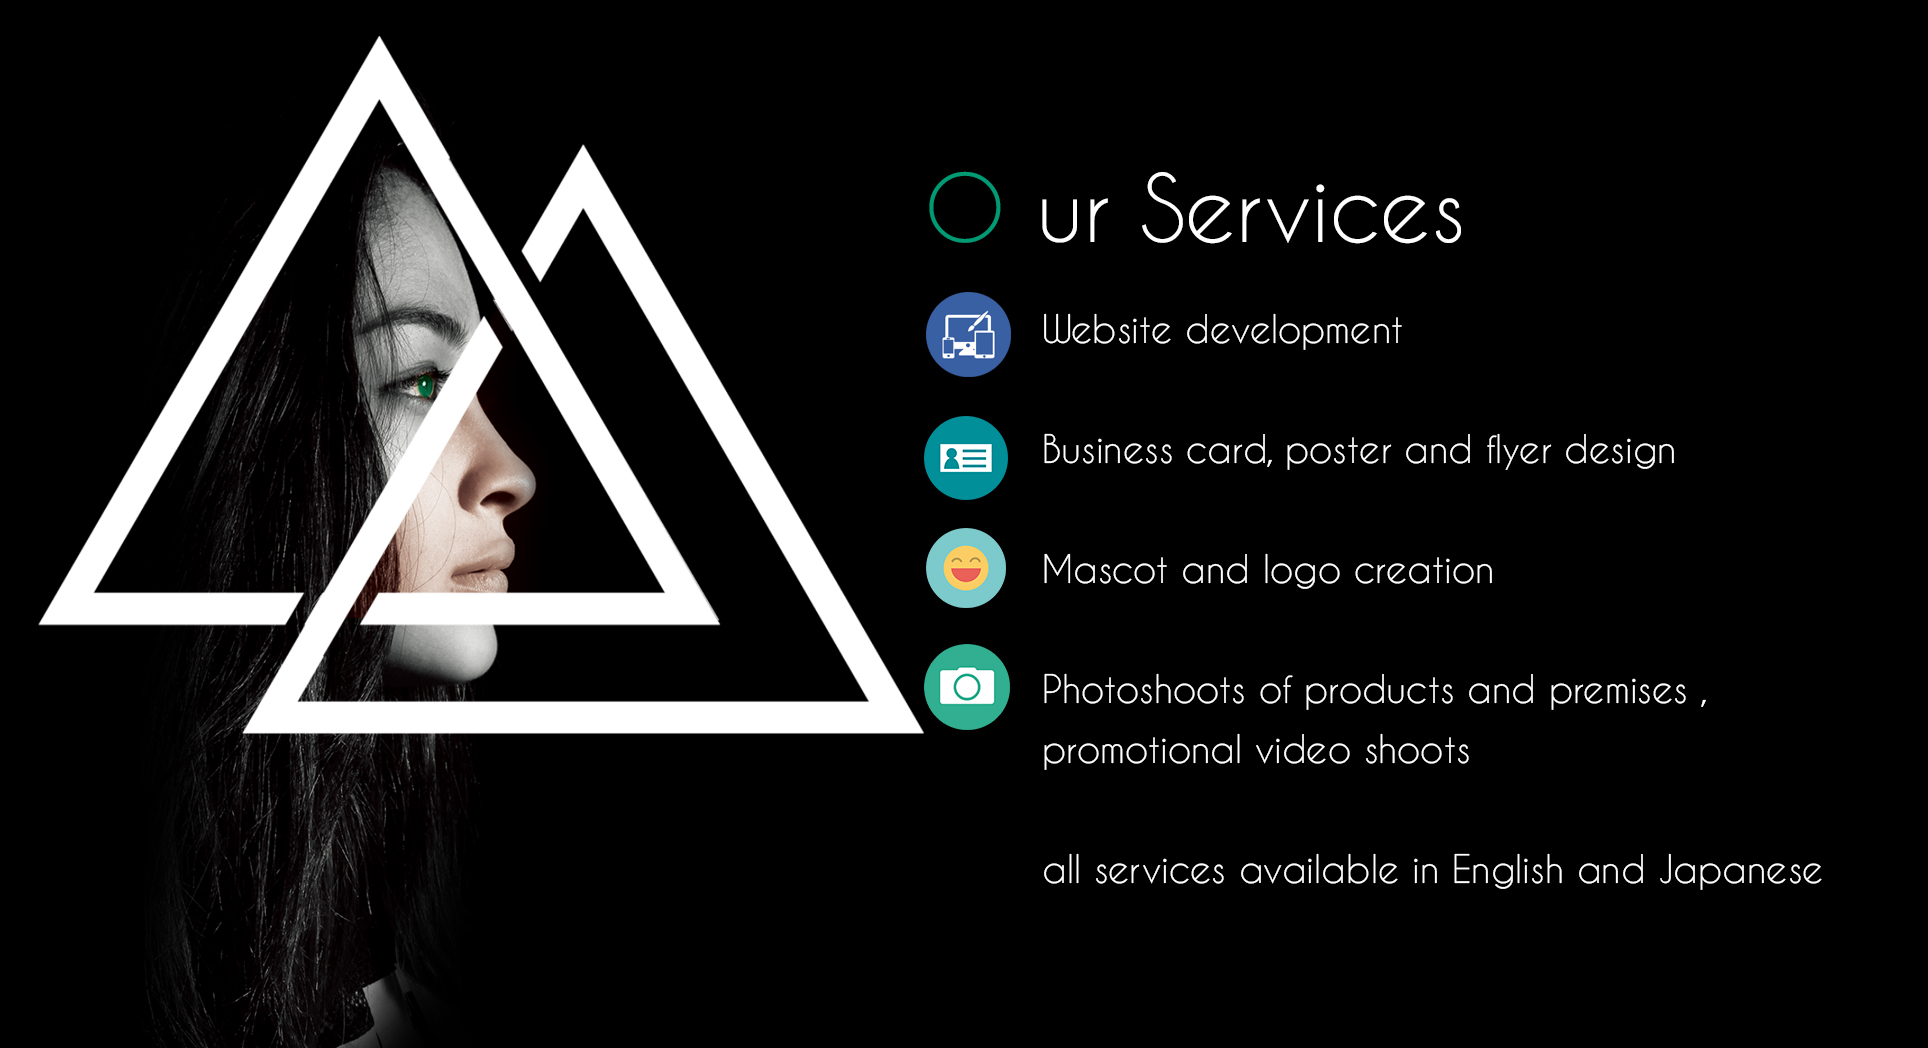 Our Services
Website development
Business card, poster and flyer design
Mascot and logo creation
Photoshoots of products and premises ,
promotional video shoots
all services available in English and Japanese